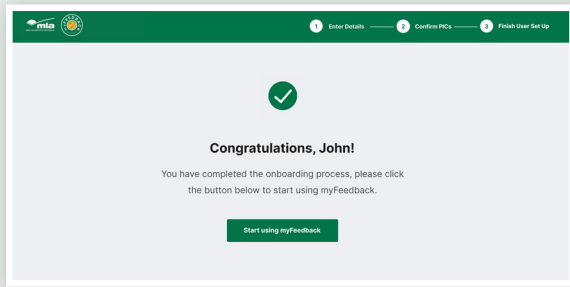 mla
1 Enter Details 2 Confirm PICs 3 Finish User Set Up
Congratulations, John!
You have completed the onboarding process, please click
the button below to start using myFeedback.
Start using myFeedback